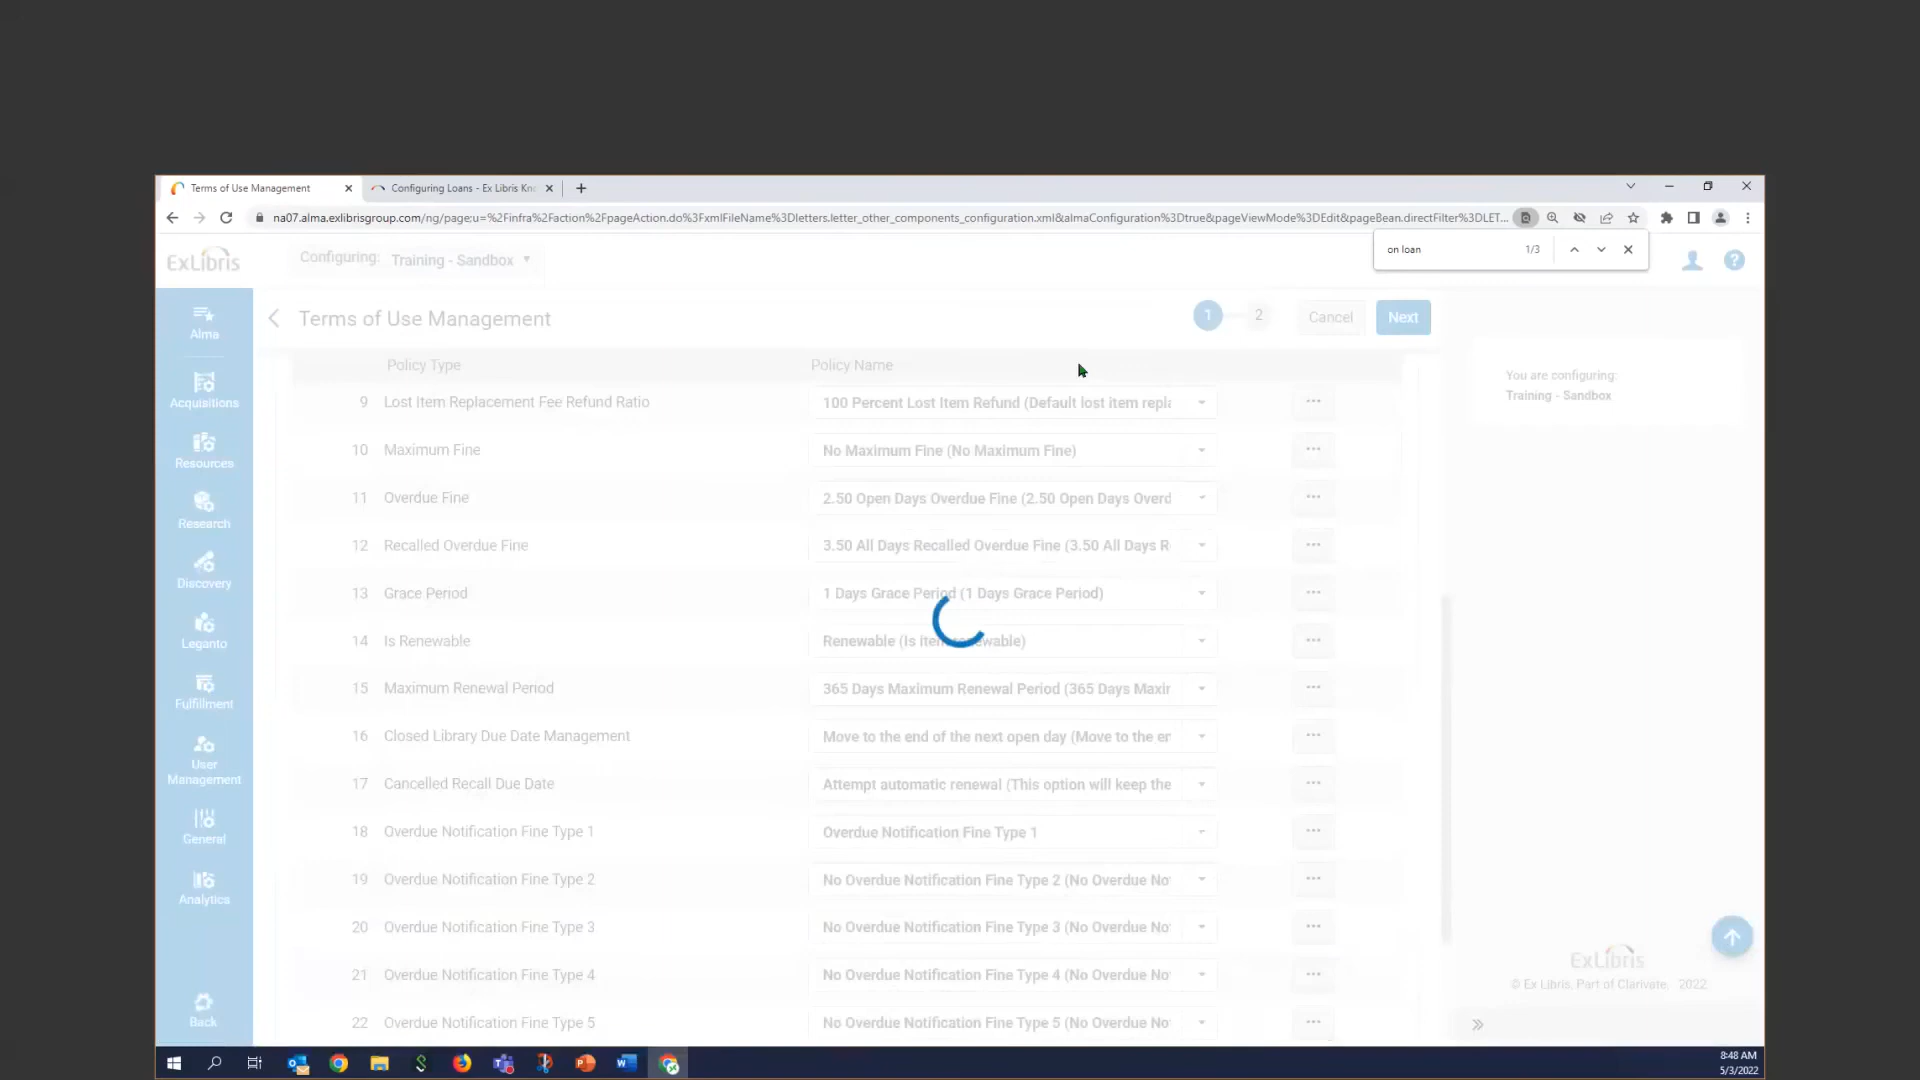 Terms of Use Management
Configuring Loans - Ex Libris Kn
na07.alma.exlibrisgroup.com/ng/page;u=%2Finfra%2Faction%2FpageAction.do%3FxmlFileName%3Dletters.letter_other_components_configuration.xml&almaConfiguration%3Dtrue&pageViewMode%3DEdit&pageBean.directFilter%3DLET...
on loan 1/3
ExLibris
Configuring: Training - Sandbox
Terms of Use Management
1 2 Cancel Next
Policy Type Policy Name
9 Lost Item Replacement Fee Refund Ratio 100 Percent Lost Item Refund (Default lost item repla
10 Maximum Fine No Maximum Fine (No Maximum Fine)
11 Overdue Fine 2.50 Open Days Overdue Fine (2.50 Open Days Overd
12 Recalled Overdue Fine 3.50 All Days Recalled Overdue Fine (3.50 All Days R
13 Grace Period 1 Days Grace Period (1 Days Grace Period)
14 Is Renewable Renewable (Is item renewable)
15 Maximum Renewal Period 365 Days Maximum Renewal Period (365 Days Maxim
16 Closed Library Due Date Management Move to the end of the next open day (Move to the en
17 Cancelled Recall Due Date Attempt automatic renewal (This option will keep the
18 Overdue Notification Fine Type 1 Overdue Notification Fine Type 1
19 Overdue Notification Fine Type 2 No Overdue Notification Fine Type 2 (No Overdue No
20 Overdue Notification Fine Type 3 No Overdue Notification Fine Type 3 (No Overdue No
21 Overdue Notification Fine Type 4 No Overdue Notification Fine Type 4 (No Overdue No
22 Overdue Notification Fine Type 5 No Overdue Notification Fine Type 5 (No Overdue No
Alma
Acquisitions
Resources
Research
Discovery
Leganto
Fulfillment
User
Management
General
Analytics
Back
You are configuring:
Training - Sandbox
ExLibris
© Ex Libris, Part of Clarivate, 2022
8:48 AM
5/3/2022